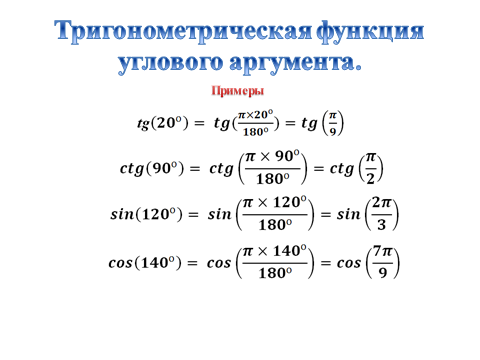 Тригонометрическая функция
углового аргумента.
Примеры
tg(20°) = tg(π×20°/180°) = tg(π/9)
ctg(90°) = ctg(π × 90°/180°) = ctg(π/2)
sin(120°) = sin(π × 120°/180°) = sin(2π/3)
cos(140°) = cos(π × 140°/180°) = cos(7π/9)